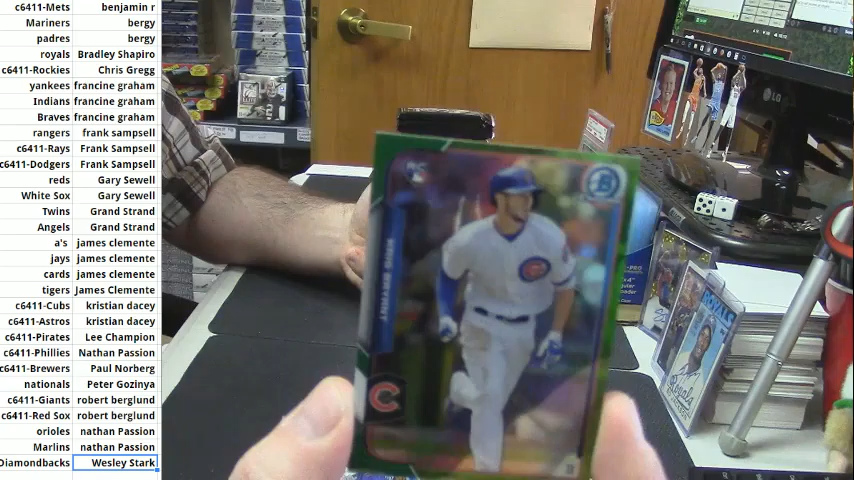 c6411-Mets benjamin r
Mariners bergy
padres bergy
royals Bradley Shapiro
c6411-Rockies Chris Gregg
yankees francine graham
Indians francine graham
Braves francine graham
rangers frank sampsell
c6411-Rays Frank Sampsell
c6411-Dodgers Frank Sampsell
reds Gary Sewell
White Sox Gary Sewell
Twins Grand Strand
Angels Grand Strand
a's james clemente
jays james clemente
cards james clemente
tigers James Clemente
c6411-Cubs kristian dacey
c6411-Astros kristian dacey
c6411-Pirates Lee Champion
c6411-Phillies Nathan Passion
c6411-Brewers Paul Norberg
nationals Peter Gozinya
c6411-Giants robert berglund
c6411-Red Sox robert berglund
orioles nathan Passion
Marlins nathan Passion
Diamondbacks Wesley Stark
KRIS BRYANT
B
C
LG
ROYALS
Royals